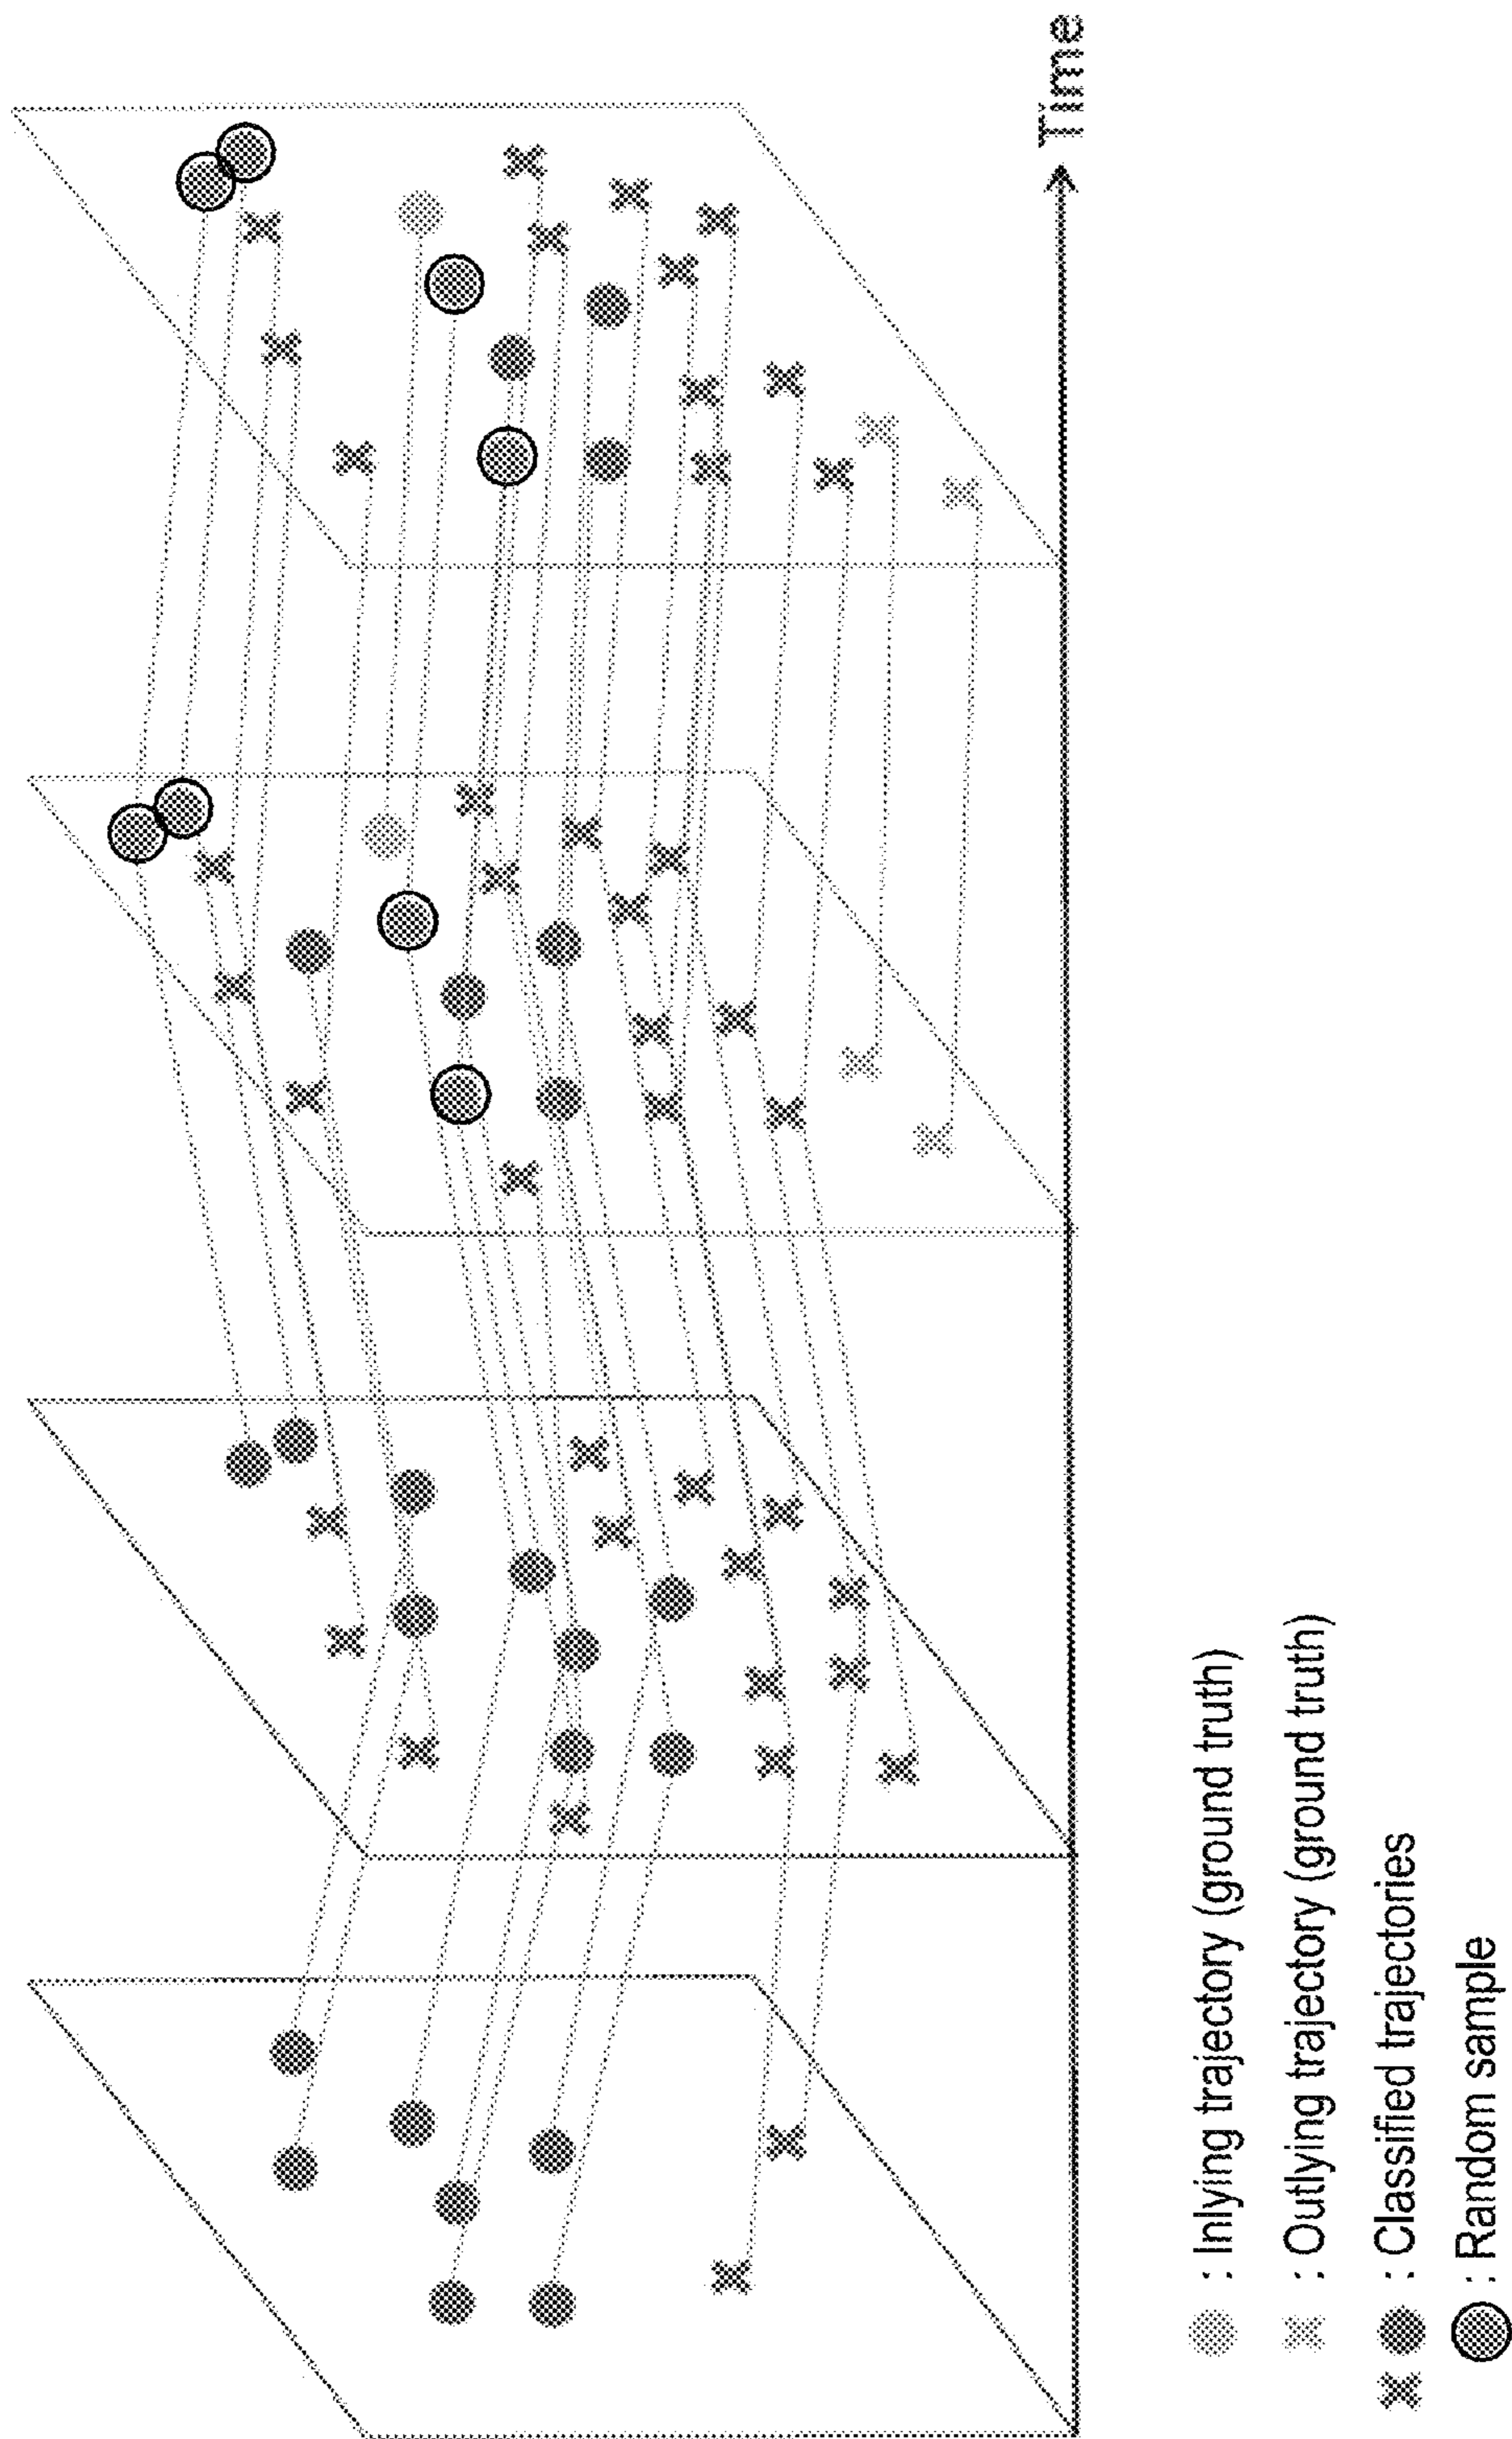 Time
: Inlying trajectory (ground truth)
: Outlying trajectory (ground truth)
: Classified trajectories
: Random sample